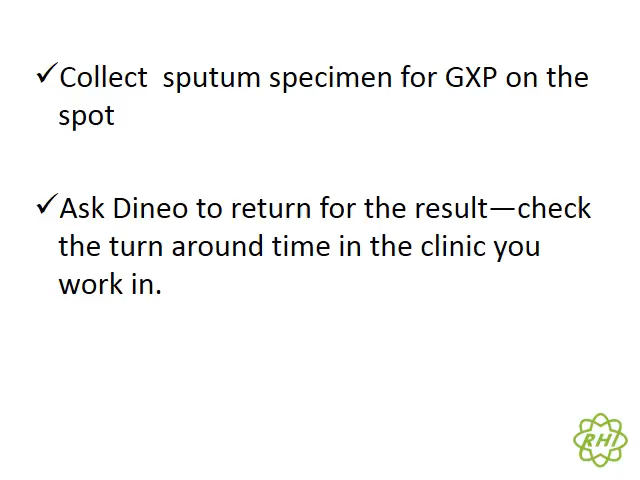 ✓Collect  sputum specimen for GXP on the
spot
✓Ask Dineo to return for the result—check
the turn around time in the clinic you
work in.
RHI